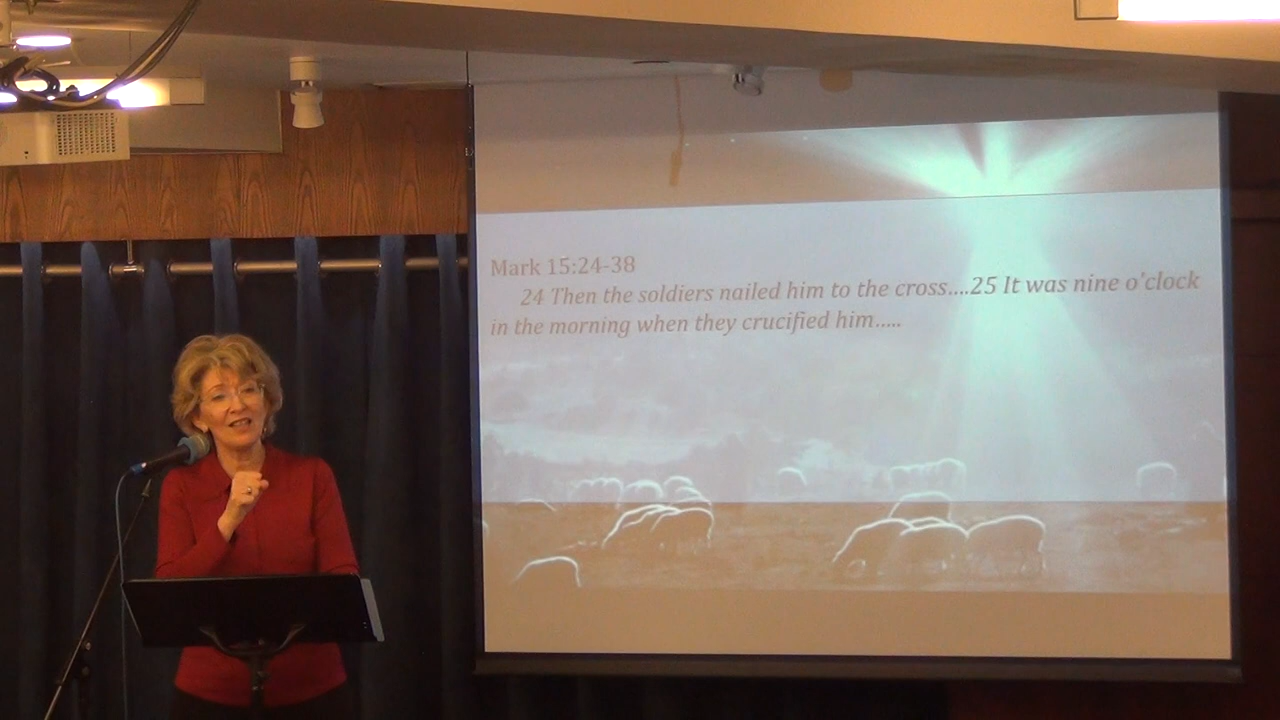 Mark 15:24-38
24 Then the soldiers nailed him to the cross....25 It was nine o'clock
in the morning when they crucified him.....